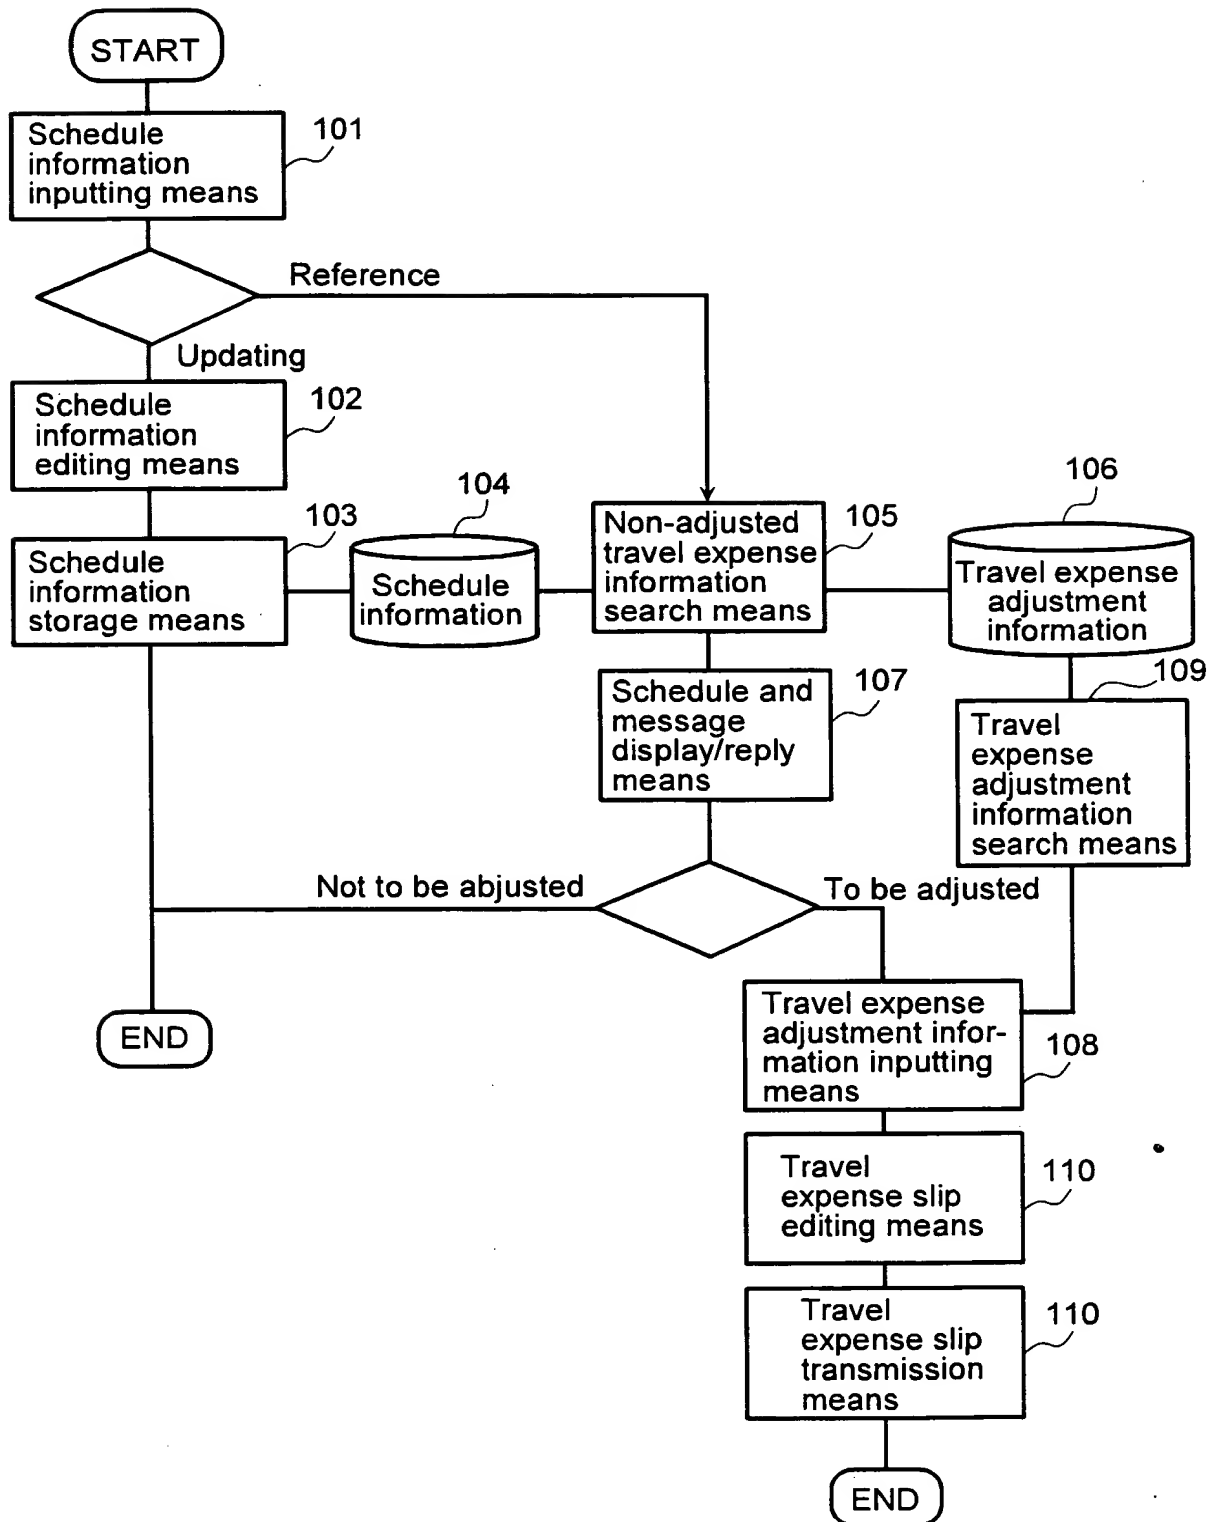 START
Schedule
information
inputting means
101
Reference
Updating
Schedule
information
editing means
102
Schedule
information
storage means
103
104
Schedule
information
Non-adjusted
travel expense
information
search means
105
106
Travel expense
adjustment
information
Schedule and
message
display/reply
means
107
109
Travel
expense
adjustment
information
search means
Not to be abjusted
To be adjusted
END
Travel expense
adjustment infor-
mation inputting
means
108
Travel
expense slip
editing means
110
Travel
expense slip
transmission
means
110
END